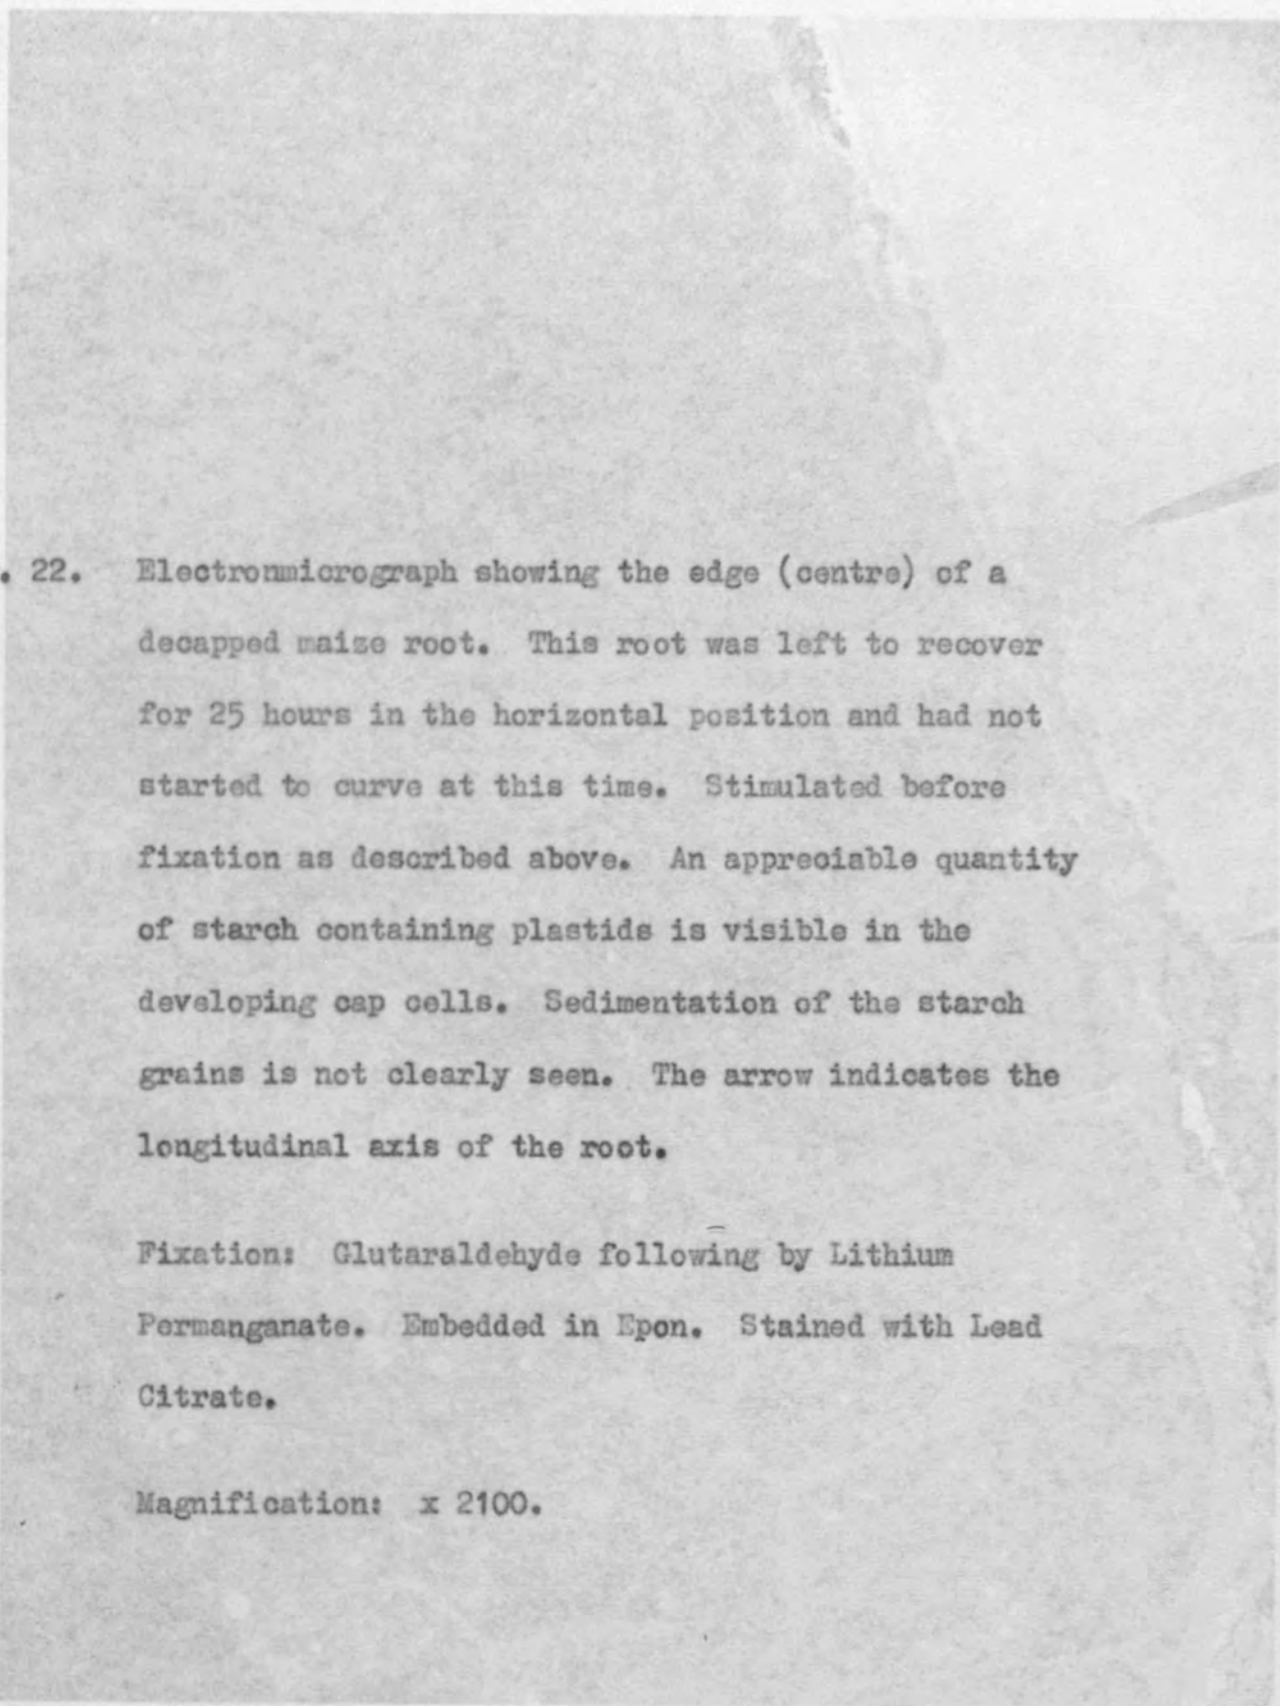 . 22. Electronmicrograph showing the edge (centre) of a
decapped maize root. This root was left to recover
for 25 hours in the horizontal position and had not
started to curve at this time. Stimulated before
fixation as described above. An appreciable quantity
of starch containing plastids is visible in the
developing cap cells. Sedimentation of the starch
grains is not clearly seen. The arrow indicates the
longitudinal axis of the root.
Fixation: Glutaraldehyde following by Lithium
Permanganate. Embedded in Epon. Stained with Lead
Citrate.
Magnification: x 2100.